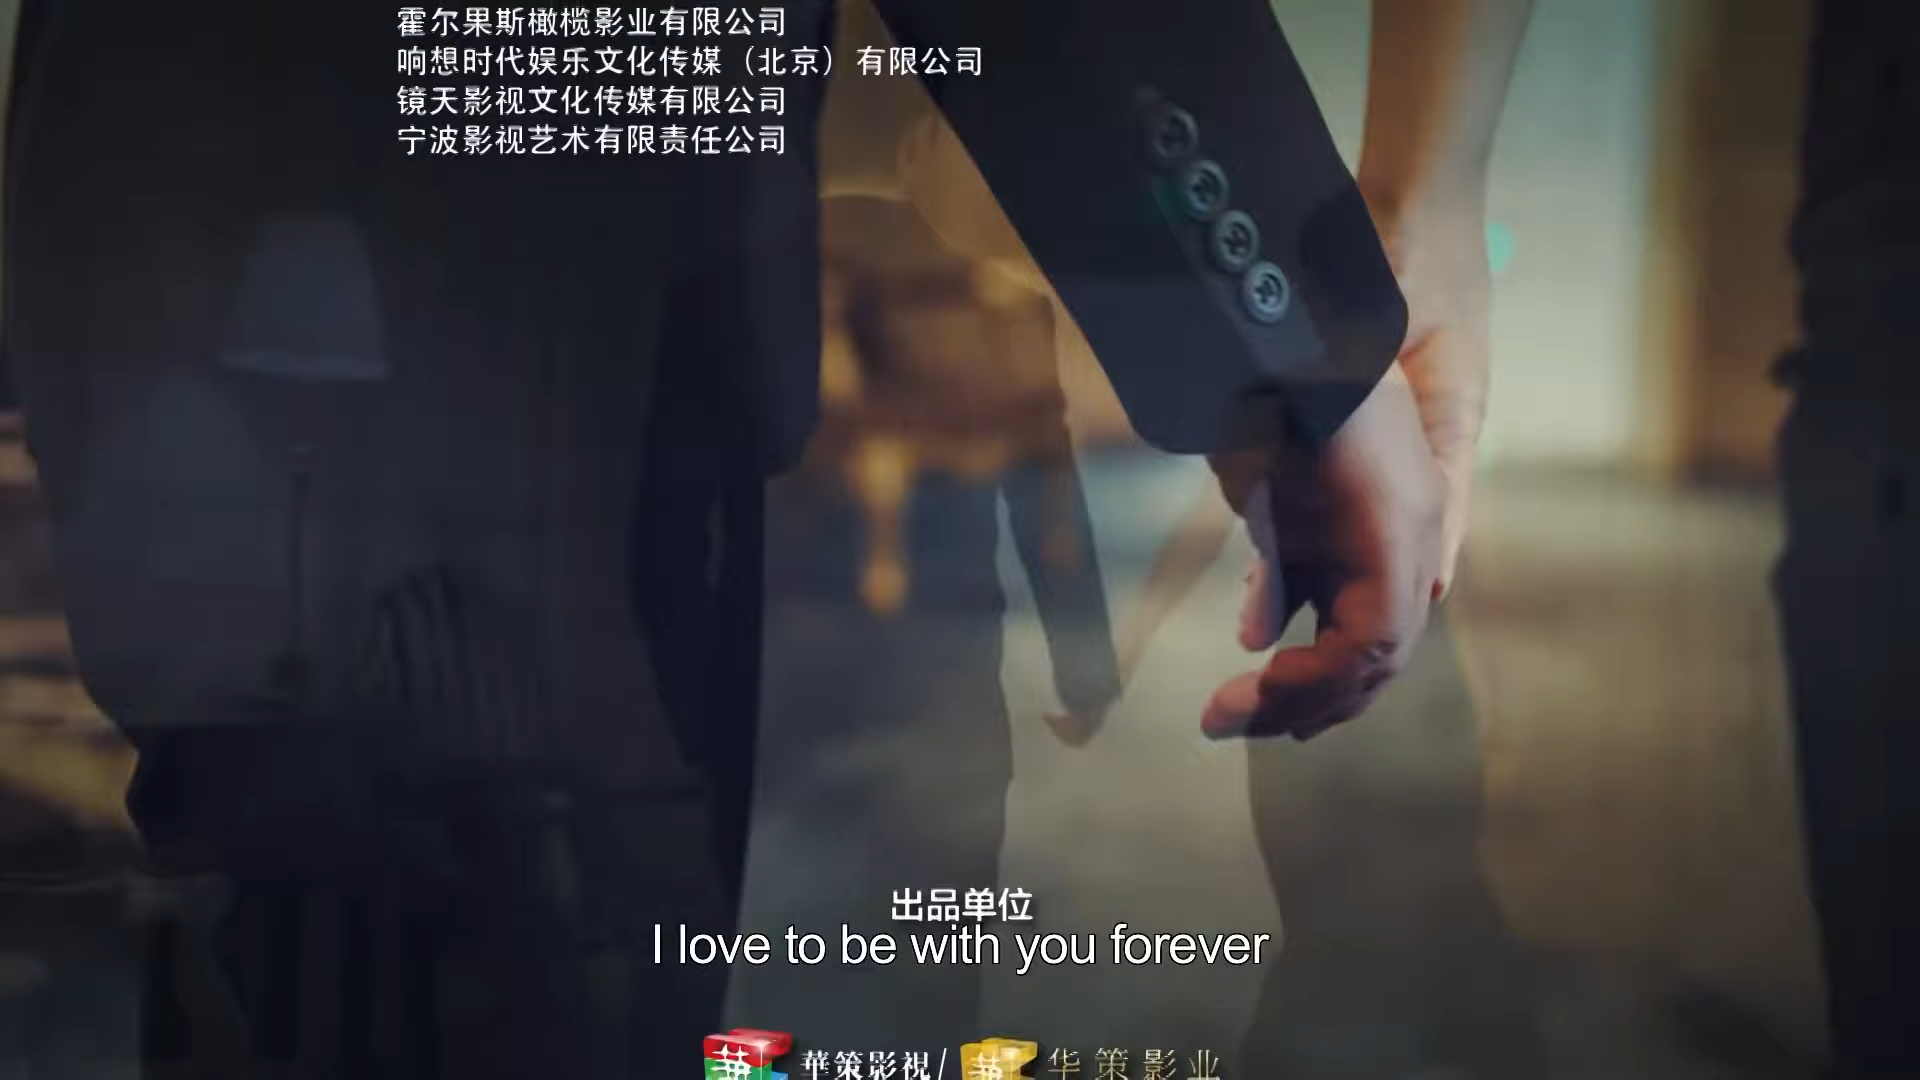 霍尔果斯橄榄影业有限公司
响想时代娱乐文化传媒（北京）有限公司
镜天影视文化传媒有限公司
宁波影视艺术有限责任公司
出品单位
I love to be with you forever
華策影視/ 华策影业